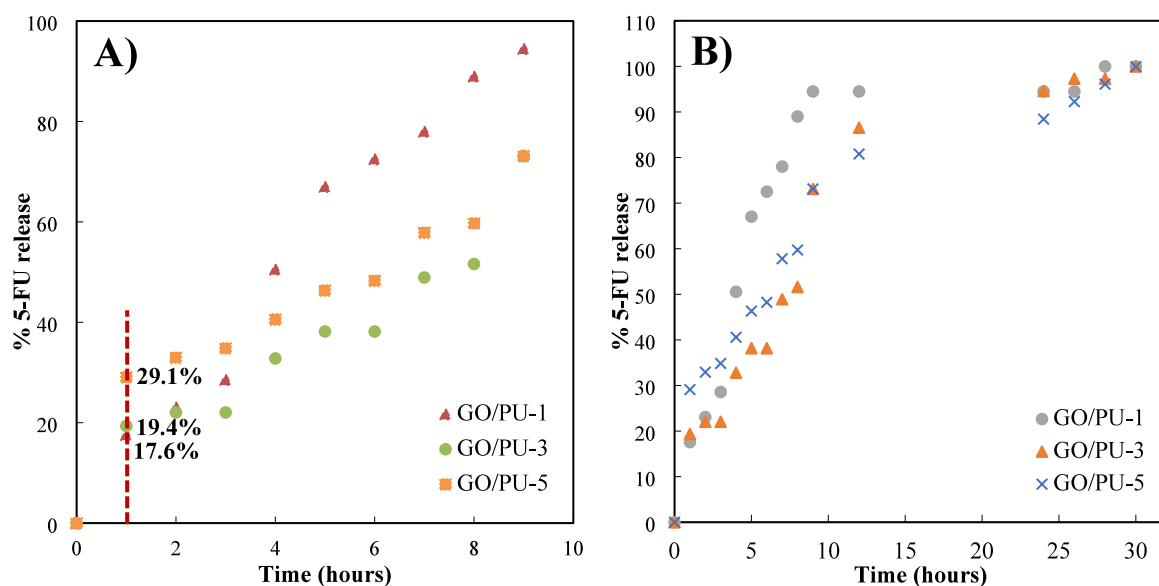 A)
% 5-FU release
100
80
60
40
20
0
29.1%
19.4%
17.6%
GO/PU-1
GO/PU-3
GO/PU-5
0 2 4 6 8 10
Time (hours)
B)
% 5-FU release
100
90
80
70
60
50
40
30
20
10
0
GO/PU-1
GO/PU-3
GO/PU-5
0 5 10 15 20 25 30
Time (hours)